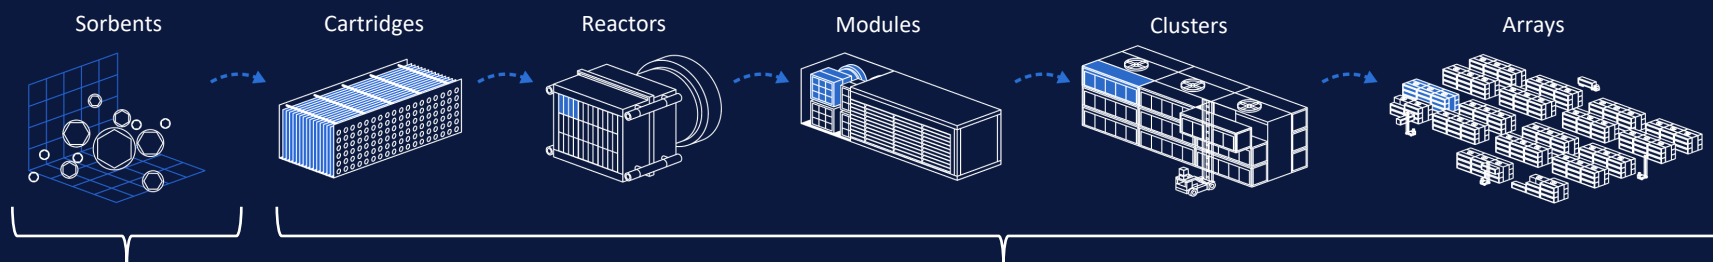 Sorbents
Cartridges
Reactors
Modules
Clusters
Arrays